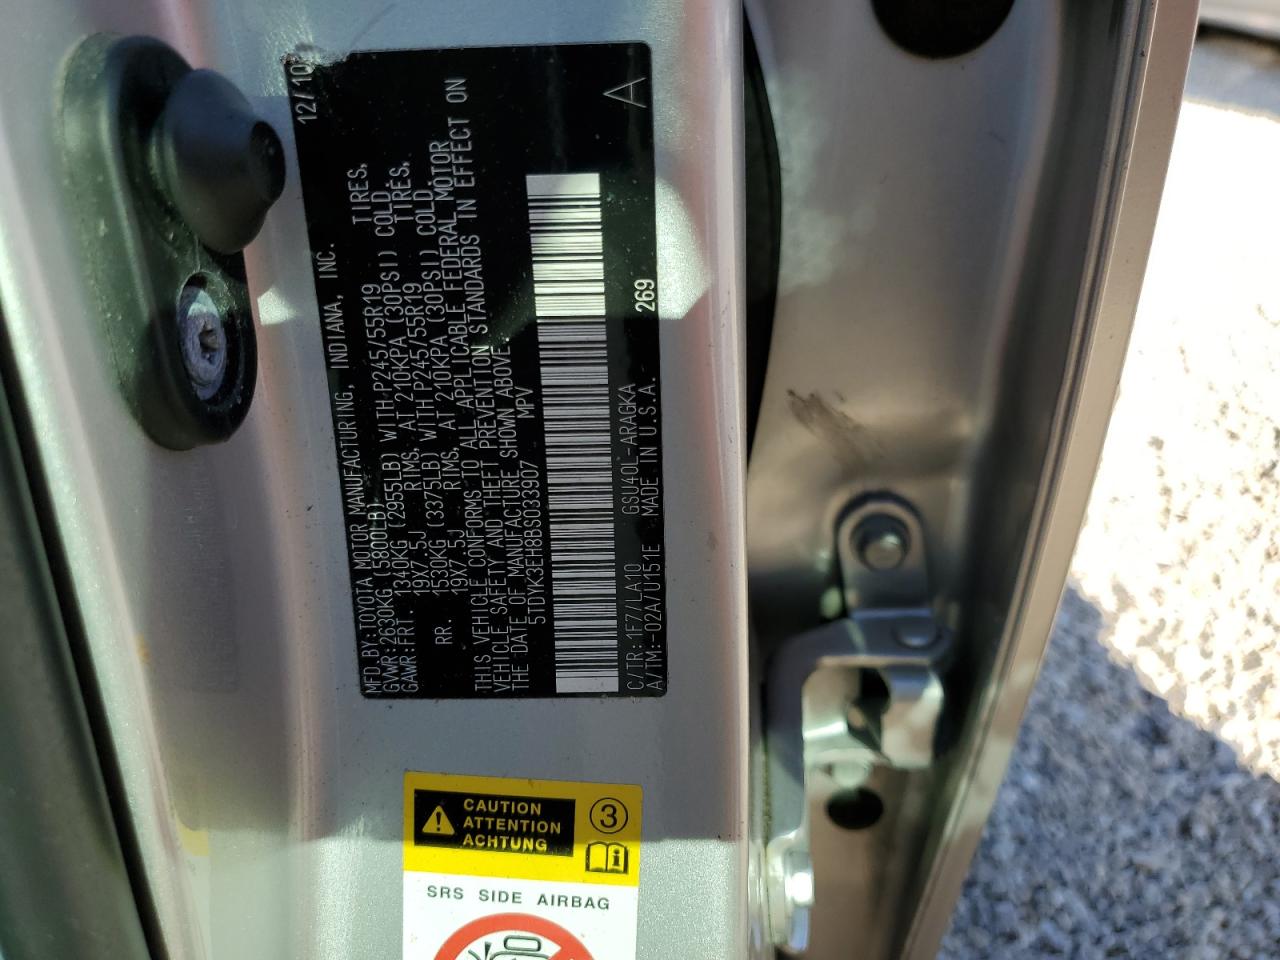 MFD.BY:TOYOTA MOTOR MANUFACTURING, INDIANA, INC. 12/10
GVWR:2630KG(5800LB)
GAWR:FRT. 1340KG (2955LB) WITH P245/55R19 TIRES,
19X7.5J RIMS, AT 210KPA (30PSI) COLD.
RR. 1530KG (3375LB) WITH P245/55R19 TIRES,
19X7.5J RIMS, AT 210KPA (30PSI) COLD.
THIS VEHICLE CONFORMS TO ALL APPLICABLE FEDERAL MOTOR
VEHICLE SAFETY AND THEFT PREVENTION STANDARDS IN EFFECT ON
THE DATE OF MANUFACTURE SHOWN ABOVE.
5TDYK3EH8BS033907 MPV
C/TR:1F7/LA10 GSU40L-ARAGKA 269
A/TM:-02A/U151E MADE IN U.S.A.
A
CAUTION
ATTENTION
ACHTUNG
3
i
SRS SIDE AIRBAG